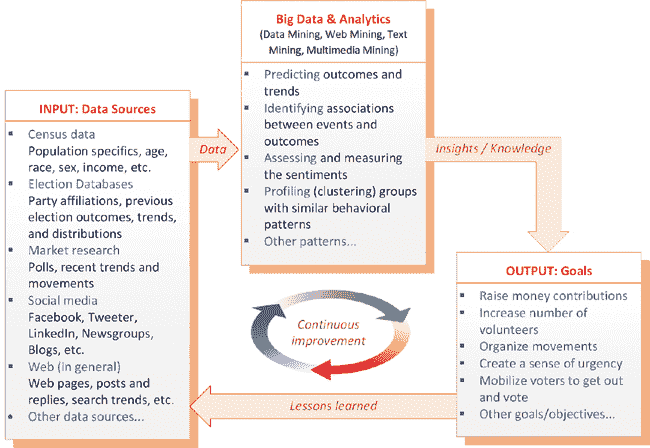 INPUT: Data Sources
Census data
Population specifics, age,
race, sex, income, etc.
Election Databases
Party affiliations, previous
election outcomes, trends,
and distributions
Market research
Polls, recent trends and
movements
Social media
Facebook, Tweeter,
LinkedIn, Newsgroups,
Blogs, etc.
Web (in general)
Web pages, posts and
replies, search trends, etc.
Other data sources...
Data
Big Data & Analytics
(Data Mining, Web Mining, Text
Mining, Multimedia Mining)
Predicting outcomes and
trends
Identifying associations
between events and
outcomes
Assessing and measuring
the sentiments
Profiling (clustering) groups
with similar behavioral
patterns
Other patterns...
Insights / Knowledge
OUTPUT: Goals
Raise money contributions
Increase number of
volunteers
Organize movements
Create a sense of urgency
Mobilize voters to get out
and vote
Other goals/objectives...
Continuous
improvement
Lessons learned